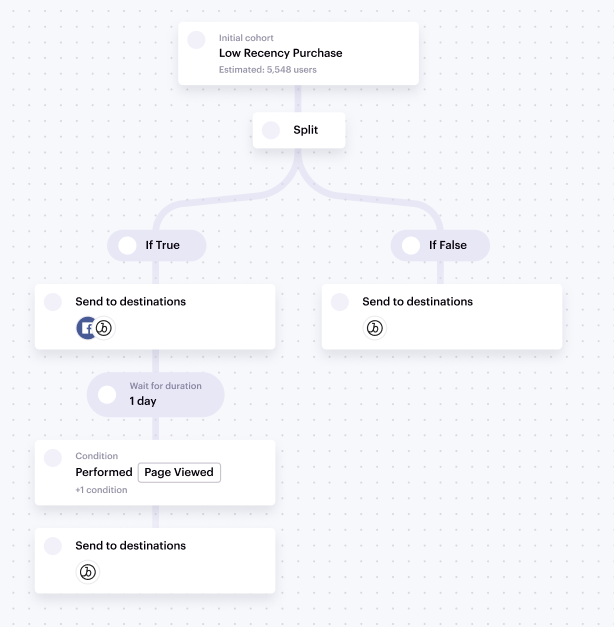 Initial cohort
Low Recency Purchase
Estimated: 5,548 users
Split
If True
If False
Send to destinations
Send to destinations
Wait for duration
1 day
Condition
Performed Page Viewed
+1 condition
Send to destinations